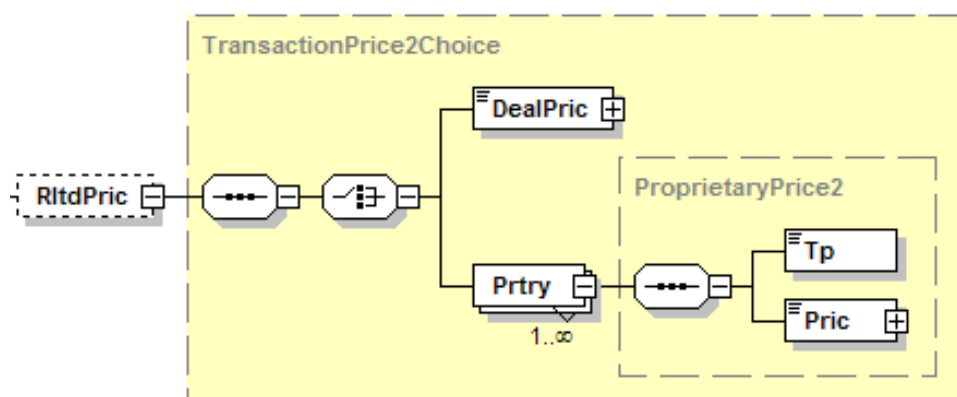 TransactionPrice2Choice
DealPric
RltdPric
ProprietaryPrice2
Tp
Prtry
Pric
1..∞